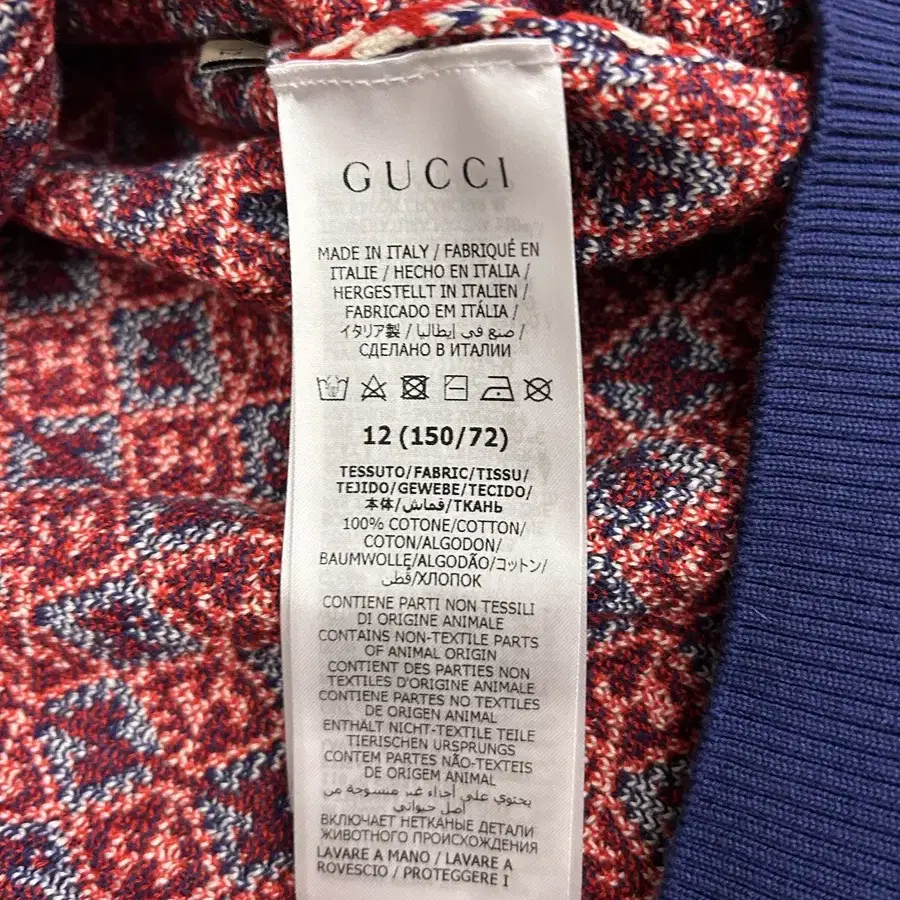 GUCCI
MADE IN ITALY / FABRIQUÉ EN
ITALIE / HECHO EN ITALIA /
HERGESTELLT IN ITALIEN /
FABRICADO EM ITÁLIA /
イタリア製 / صنع في إيطاليا /
СДЕЛАНО В ИТАЛИИ
12 (150/72)
TESSUTO/FABRIC/TISSU/
TEJIDO/GEWEBE/TECIDO/
本体/قماش/ТКАНЬ
100% COTONE/COTTON/
COTON/ALGODON/
BAUMWOLLE/ALGODÃO/コットン/
قطن/ХЛОПОК
CONTIENE PARTI NON TESSILI
DI ORIGINE ANIMALE
CONTAINS NON-TEXTILE PARTS
OF ANIMAL ORIGIN
CONTIENT DES PARTIES NON
TEXTILES D'ORIGINE ANIMALE
CONTIENE PARTES NO TEXTILES
DE ORIGEN ANIMAL
ENTHÄLT NICHT-TEXTILE TEILE
TIERISCHEN URSPRUNGS
CONTEM PARTES NÃO-TEXTEIS
DE ORIGEM ANIMAL
يحتوي على أجزاء غير منسوجة من
أصل حيواني
ВКЛЮЧАЕТ НЕТКАНЫЕ ДЕТАЛИ
ЖИВОТНОГО ПРОИСХОЖДЕНИЯ
LAVARE A MANO / LAVARE A
ROVESCIO / PROTEGGERE I